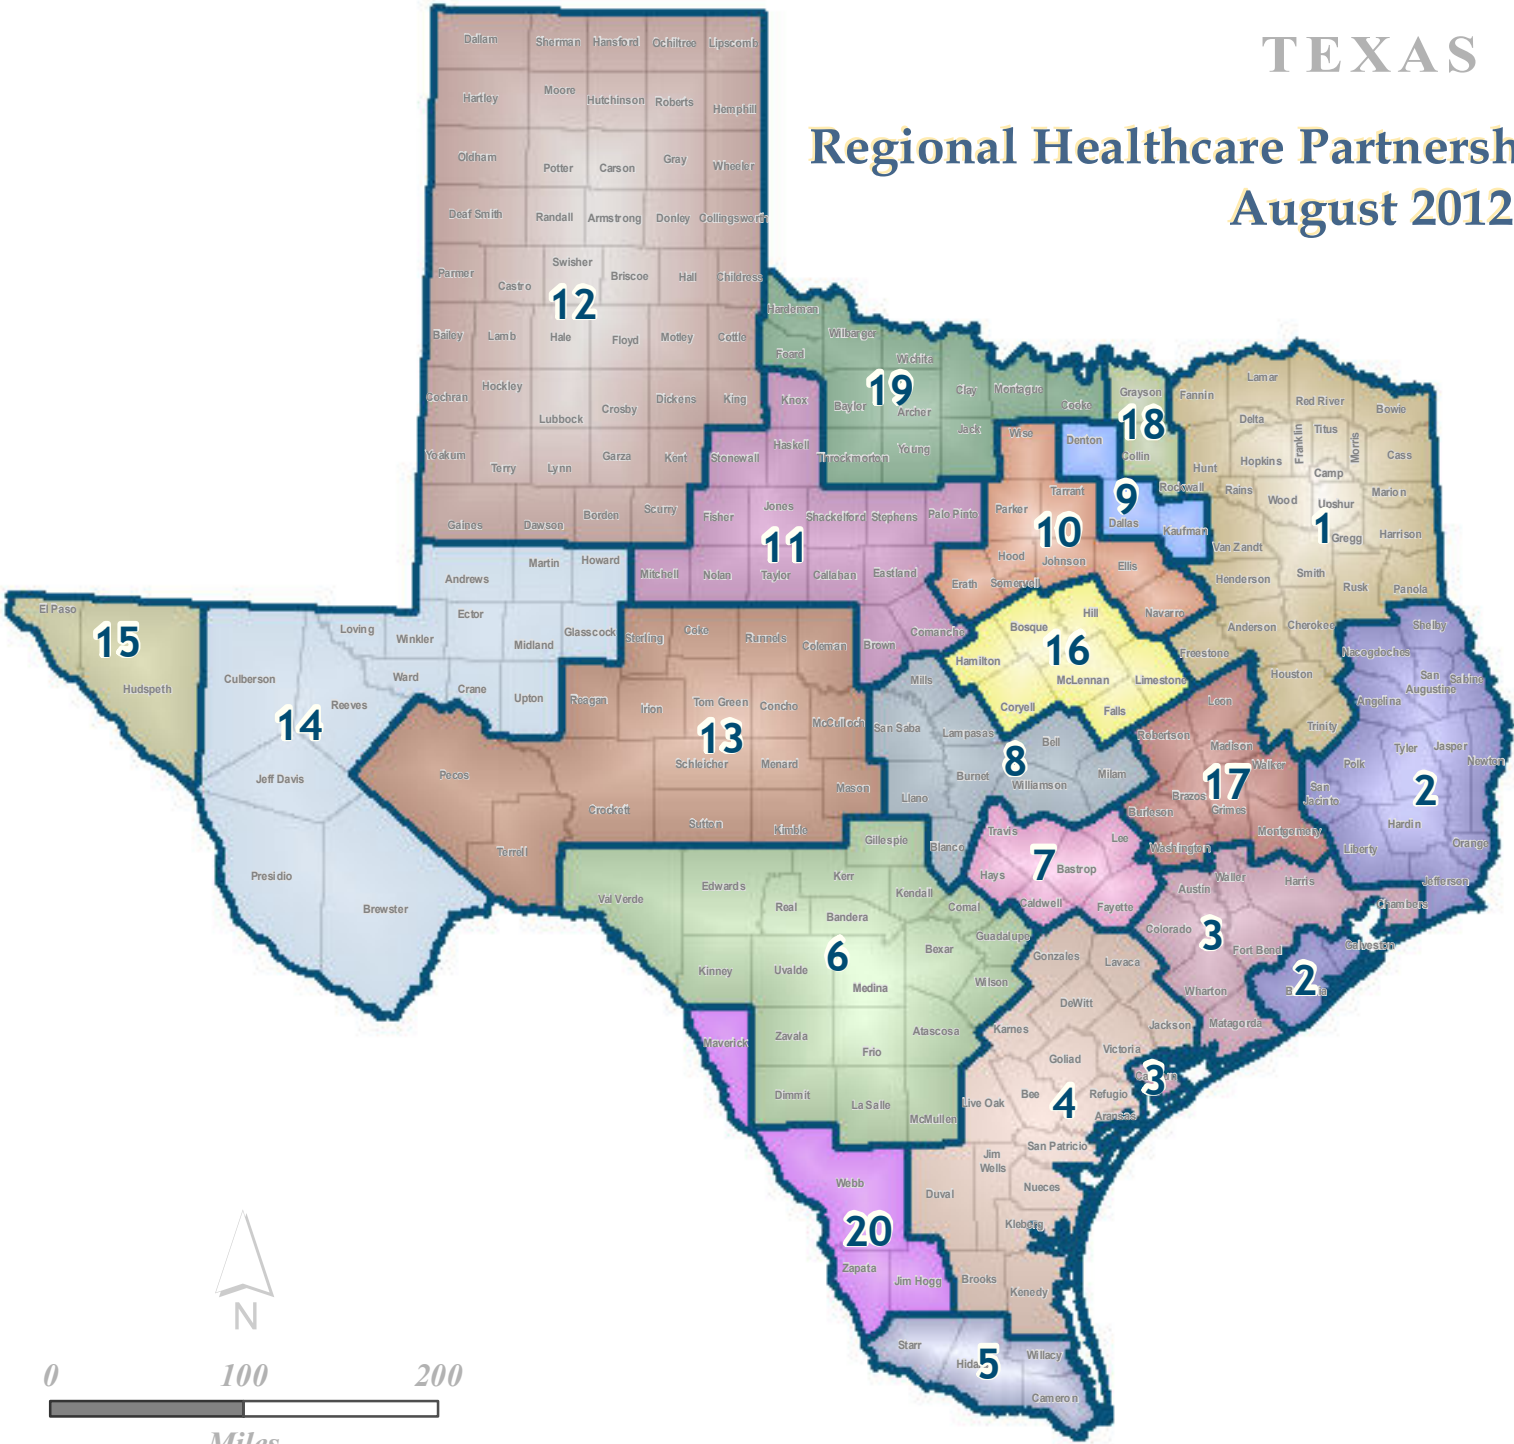 TEXAS
Regional Healthcare Partnersh
August 2012
Dallam Sherman Hansford Ochiltree Lipscomb
Hartley Moore Hutchinson Roberts Hemphill
Oldham Potter Carson Gray Wheeler
Deaf Smith Randall Armstrong Donley Collingsworth
Parmer Castro Swisher Briscoe Hall Childress
12
Bailey Lamb Hale Floyd Motley Cottle
Cochran Hockley Lubbock Crosby Dickens King
Yoakum Terry Lynn Garza Kent
Gaines Dawson Borden Scurry
Hardeman Foard Wilbarger Wichita
19
Baylor Archer Clay Montague Cooke
Throckmorton Young Jack
Knox Haskell Stonewall
Fisher Jones Shackelford Stephens Palo Pinto
11
Mitchell Nolan Taylor Callahan Eastland
Brown Comanche
Grayson
18
Collin
Rockwall
Denton
9
Dallas Kaufman
Wise
Parker Tarrant
10
Hood Johnson Ellis
Erath Somervell Navarro
Fannin Lamar Red River Bowie
Delta Franklin Titus Morris Cass
Hunt Hopkins Camp
Rains Wood Upshur Marion
1
Gregg Harrison
Van Zandt Smith
Henderson Rusk Panola
Anderson Cherokee
Freestone Houston Trinity
Andrews Martin Howard
Ector Midland Glasscock
Loving Winkler
Ward Crane Upton
Culberson Reeves
14
Jeff Davis
Presidio Brewster
El Paso
15
Hudspeth
Sterling Coke Runnels Coleman
Reagan Irion Tom Green Concho McCulloch
13
Schleicher Menard Mason
Pecos Crockett Sutton Kimble
Terrell
Hill
Bosque
16
Hamilton McLennan Limestone
Coryell Falls
Mills
San Saba Lampasas Bell
8
Burnet Williamson Milam
Llano
Blanco
Leon
Robertson Madison Walker
17
Brazos Grimes
Burleson
Washington Montgomery
Shelby
Nacogdoches San Augustine Sabine
Angelina
Polk Tyler Jasper Newton
San Jacinto
2
Hardin
Liberty Orange
Jefferson
Travis Lee
7
Hays Bastrop
Caldwell Fayette
Waller Harris
Austin Chambers
Colorado
3
Fort Bend Galveston
2
Wharton
Matagorda
3
Gillespie
Val Verde Edwards Kerr Kendall
Real Bandera Comal
Guadalupe
6
Bexar
Kinney Uvalde Medina Wilson
Zavala Frio Atascosa
Dimmit La Salle McMullen
Gonzales Lavaca
DeWitt
Karnes Jackson
Goliad Victoria
4
Live Oak Bee Refugio
Aransas
San Patricio
Jim Wells
Duval Nueces
Kleberg
Brooks Kenedy
Maverick
Webb
20
Zapata Jim Hogg
Starr
5
Willacy
Cameron
N
0 100 200
Miles